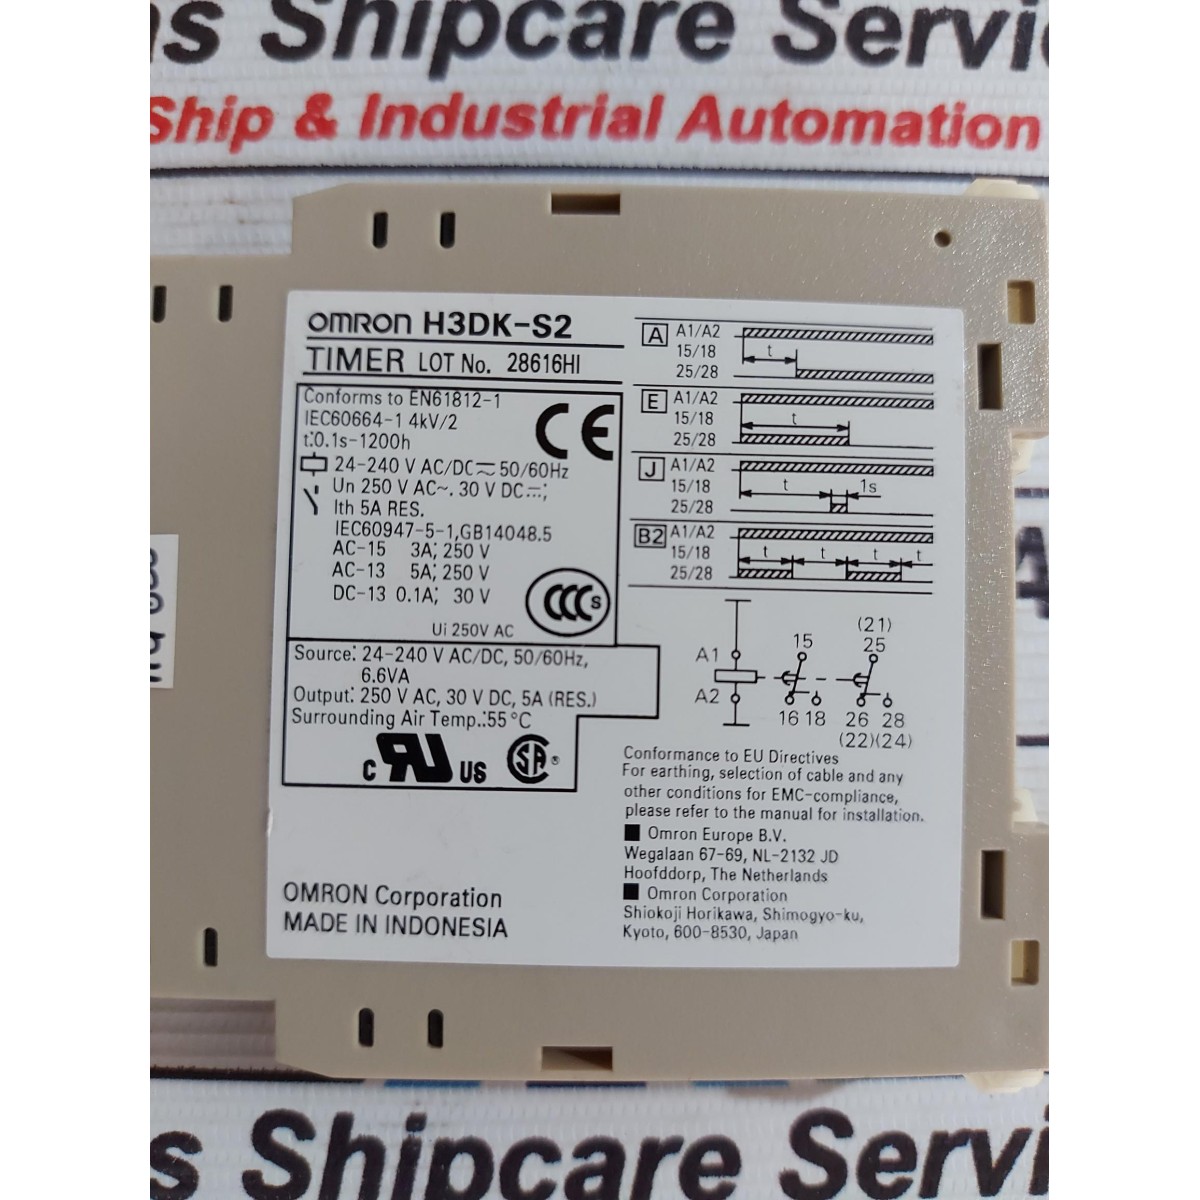 s Shipcare Servi
Ship & Industrial Automation
OMRON H3DK-S2
TIMER LOT No. 28616HI
Conforms to EN61812-1
IEC60664-1 4kV/2
t:0.1s-1200h
24-240 V AC/DC 50/60Hz
Un 250 V AC~. 30 V DC⎓;
Ith 5A RES.
IEC60947-5-1,GB14048.5
AC-15 3A; 250 V
AC-13 5A; 250 V
DC-13 0.1A; 30 V
Ui 250V AC
CE
CCC S
Source: 24-240 V AC/DC, 50/60Hz,
6.6VA
Output: 250 V AC, 30 V DC, 5A (RES.)
Surrounding Air Temp.:55°C
C RU US SA ®
OMRON Corporation
MADE IN INDONESIA
A A1/A2
15/18
25/28
t
E A1/A2
15/18
25/28
t
J A1/A2
15/18
25/28
t 1s
B2 A1/A2
15/18
25/28
t t t t
(21)
15 25
A1
A2
16 18 26 28
(22)(24)
Conformance to EU Directives
For earthing, selection of cable and any
other conditions for EMC-compliance,
please refer to the manual for installation.
■ Omron Europe B.V.
Wegalaan 67-69, NL-2132 JD
Hoofddorp, The Netherlands
■ Omron Corporation
Shiokoji Horikawa, Shimogyo-ku,
Kyoto, 600-8530, Japan
s Shipcare Serv